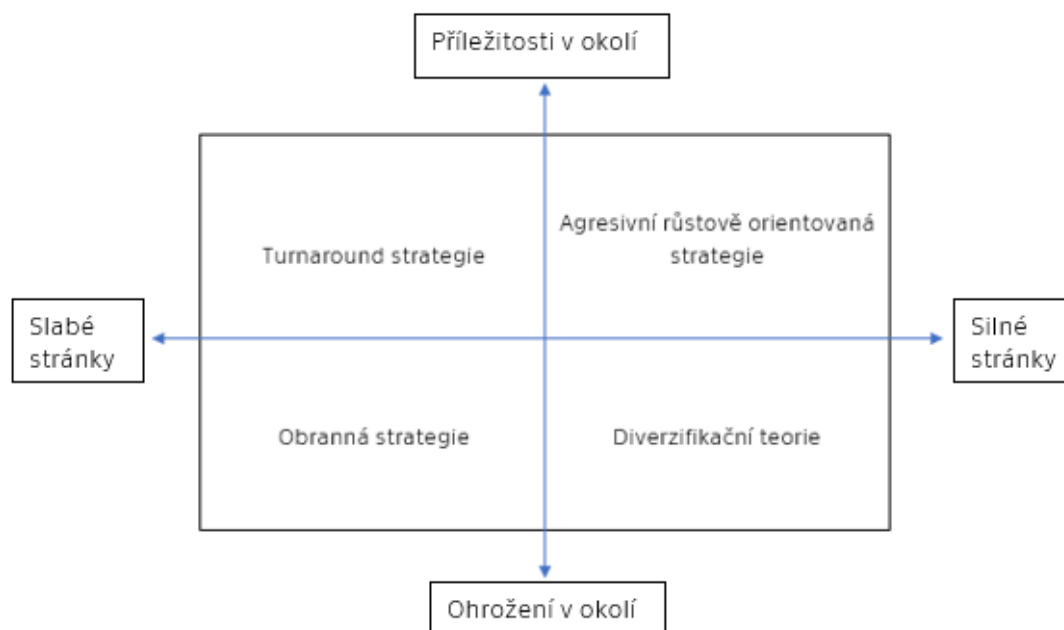 Příležitosti v okolí
Agresivní růstově orientovaná
strategie
Turnaround strategie
Slabé
stránky
Silné
stránky
Obranná strategie
Diverzifikační teorie
Ohrožení v okolí